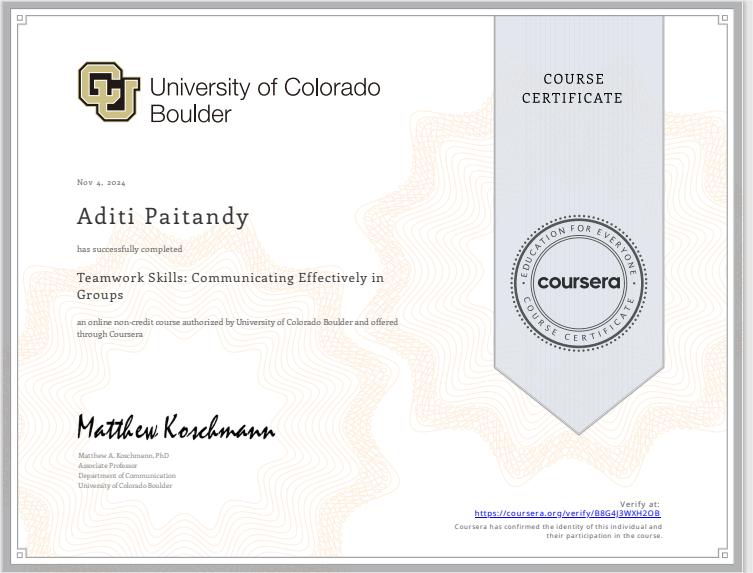 University of Colorado
Boulder
COURSE
CERTIFICATE
Nov 4, 2024
Aditi Paitandy
has successfully completed
Teamwork Skills: Communicating Effectively in
Groups
an online non-credit course authorized by University of Colorado Boulder and offered
through Coursera
EDUCATION FOR EVERYONE
coursera
COURSE CERTIFICATE
Matthew Koschmann
Matthew A. Koschmann, PhD
Associate Professor
Department of Communication
University of Colorado Boulder
Verify at:
https://coursera.org/verify/B8G4J3WXH2OB
Coursera has confirmed the identity of this individual and
their participation in the course.